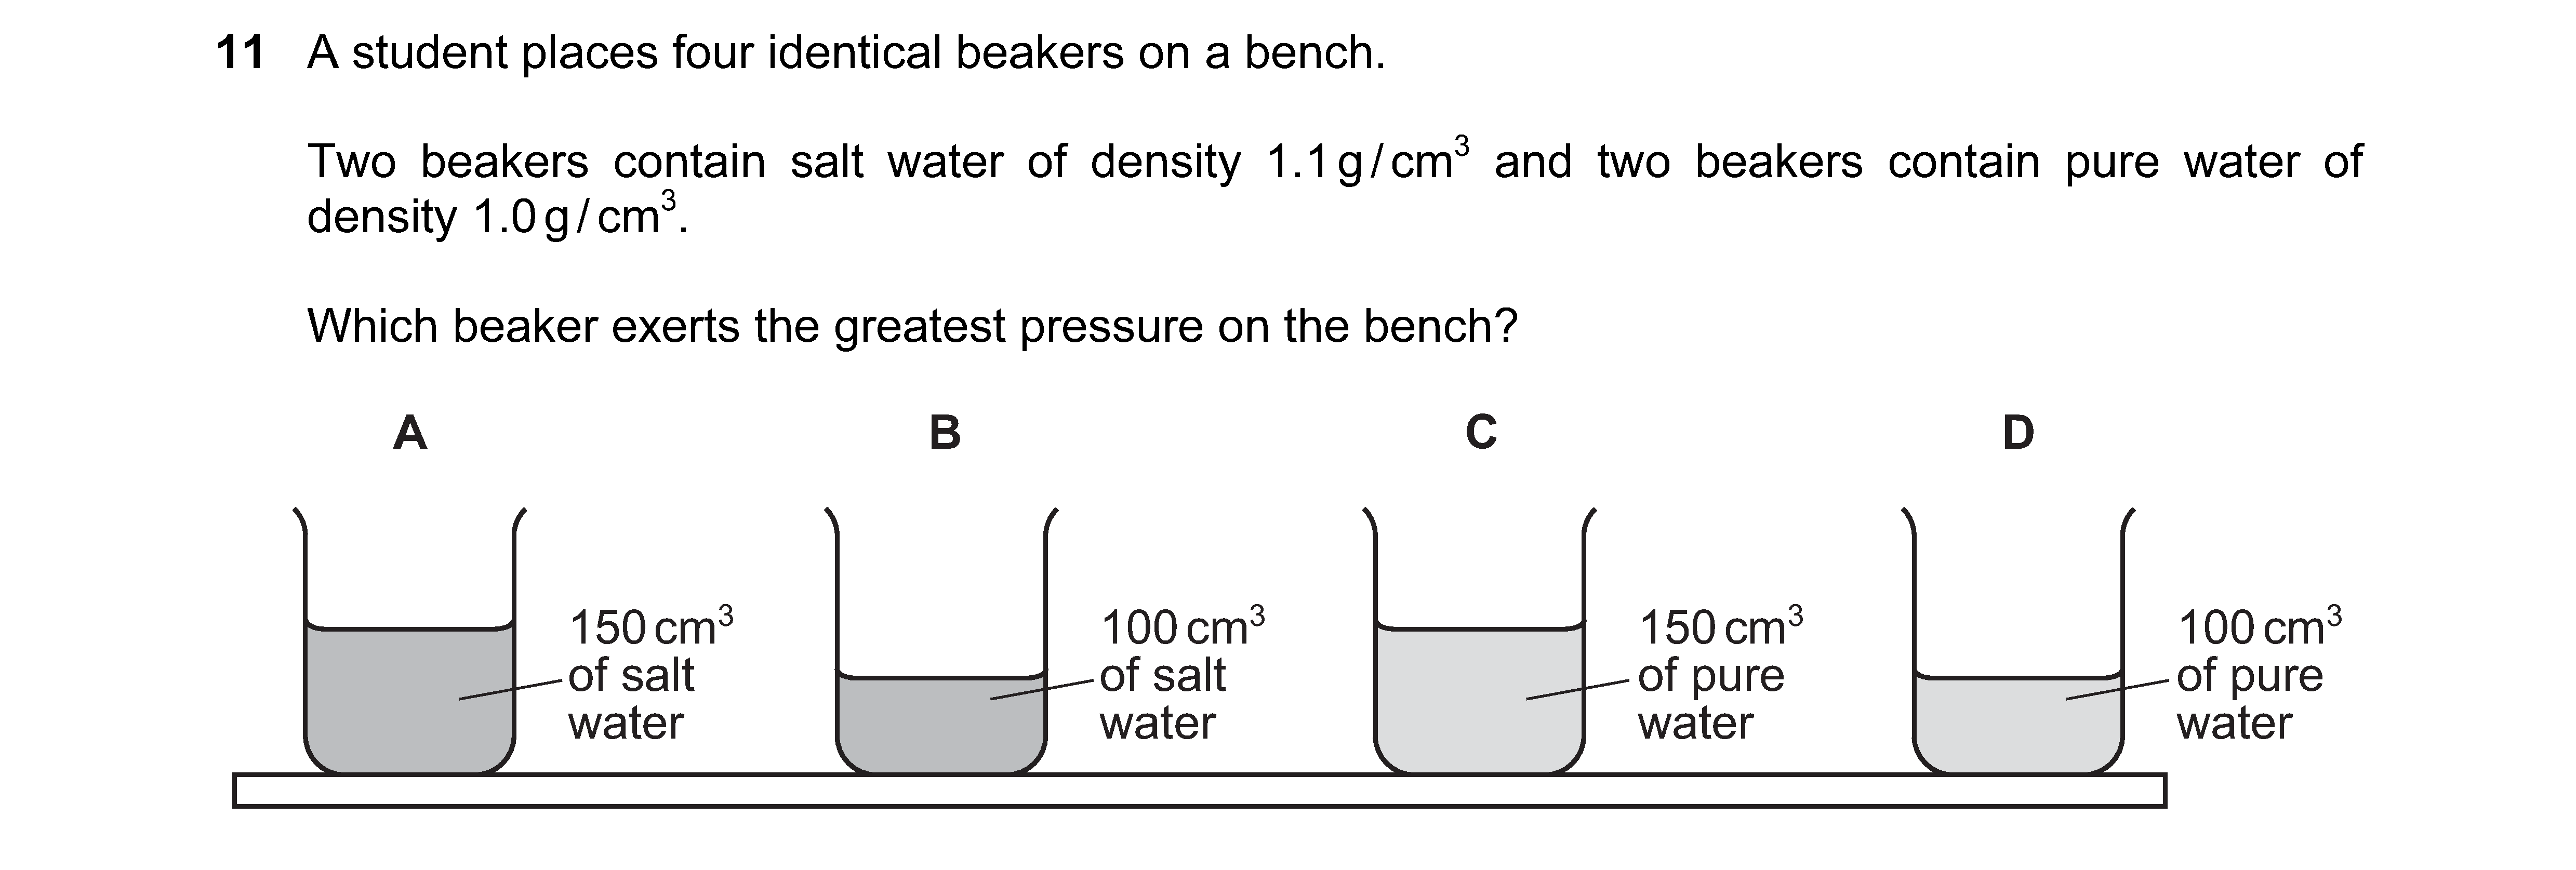 11 A student places four identical beakers on a bench.
Two beakers contain salt water of density 1.1 g / cm³ and two beakers contain pure water of
density 1.0 g / cm³.
Which beaker exerts the greatest pressure on the bench?
A B C D
150 cm³
of salt
water
100 cm³
of salt
water
150 cm³
of pure
water
100 cm³
of pure
water